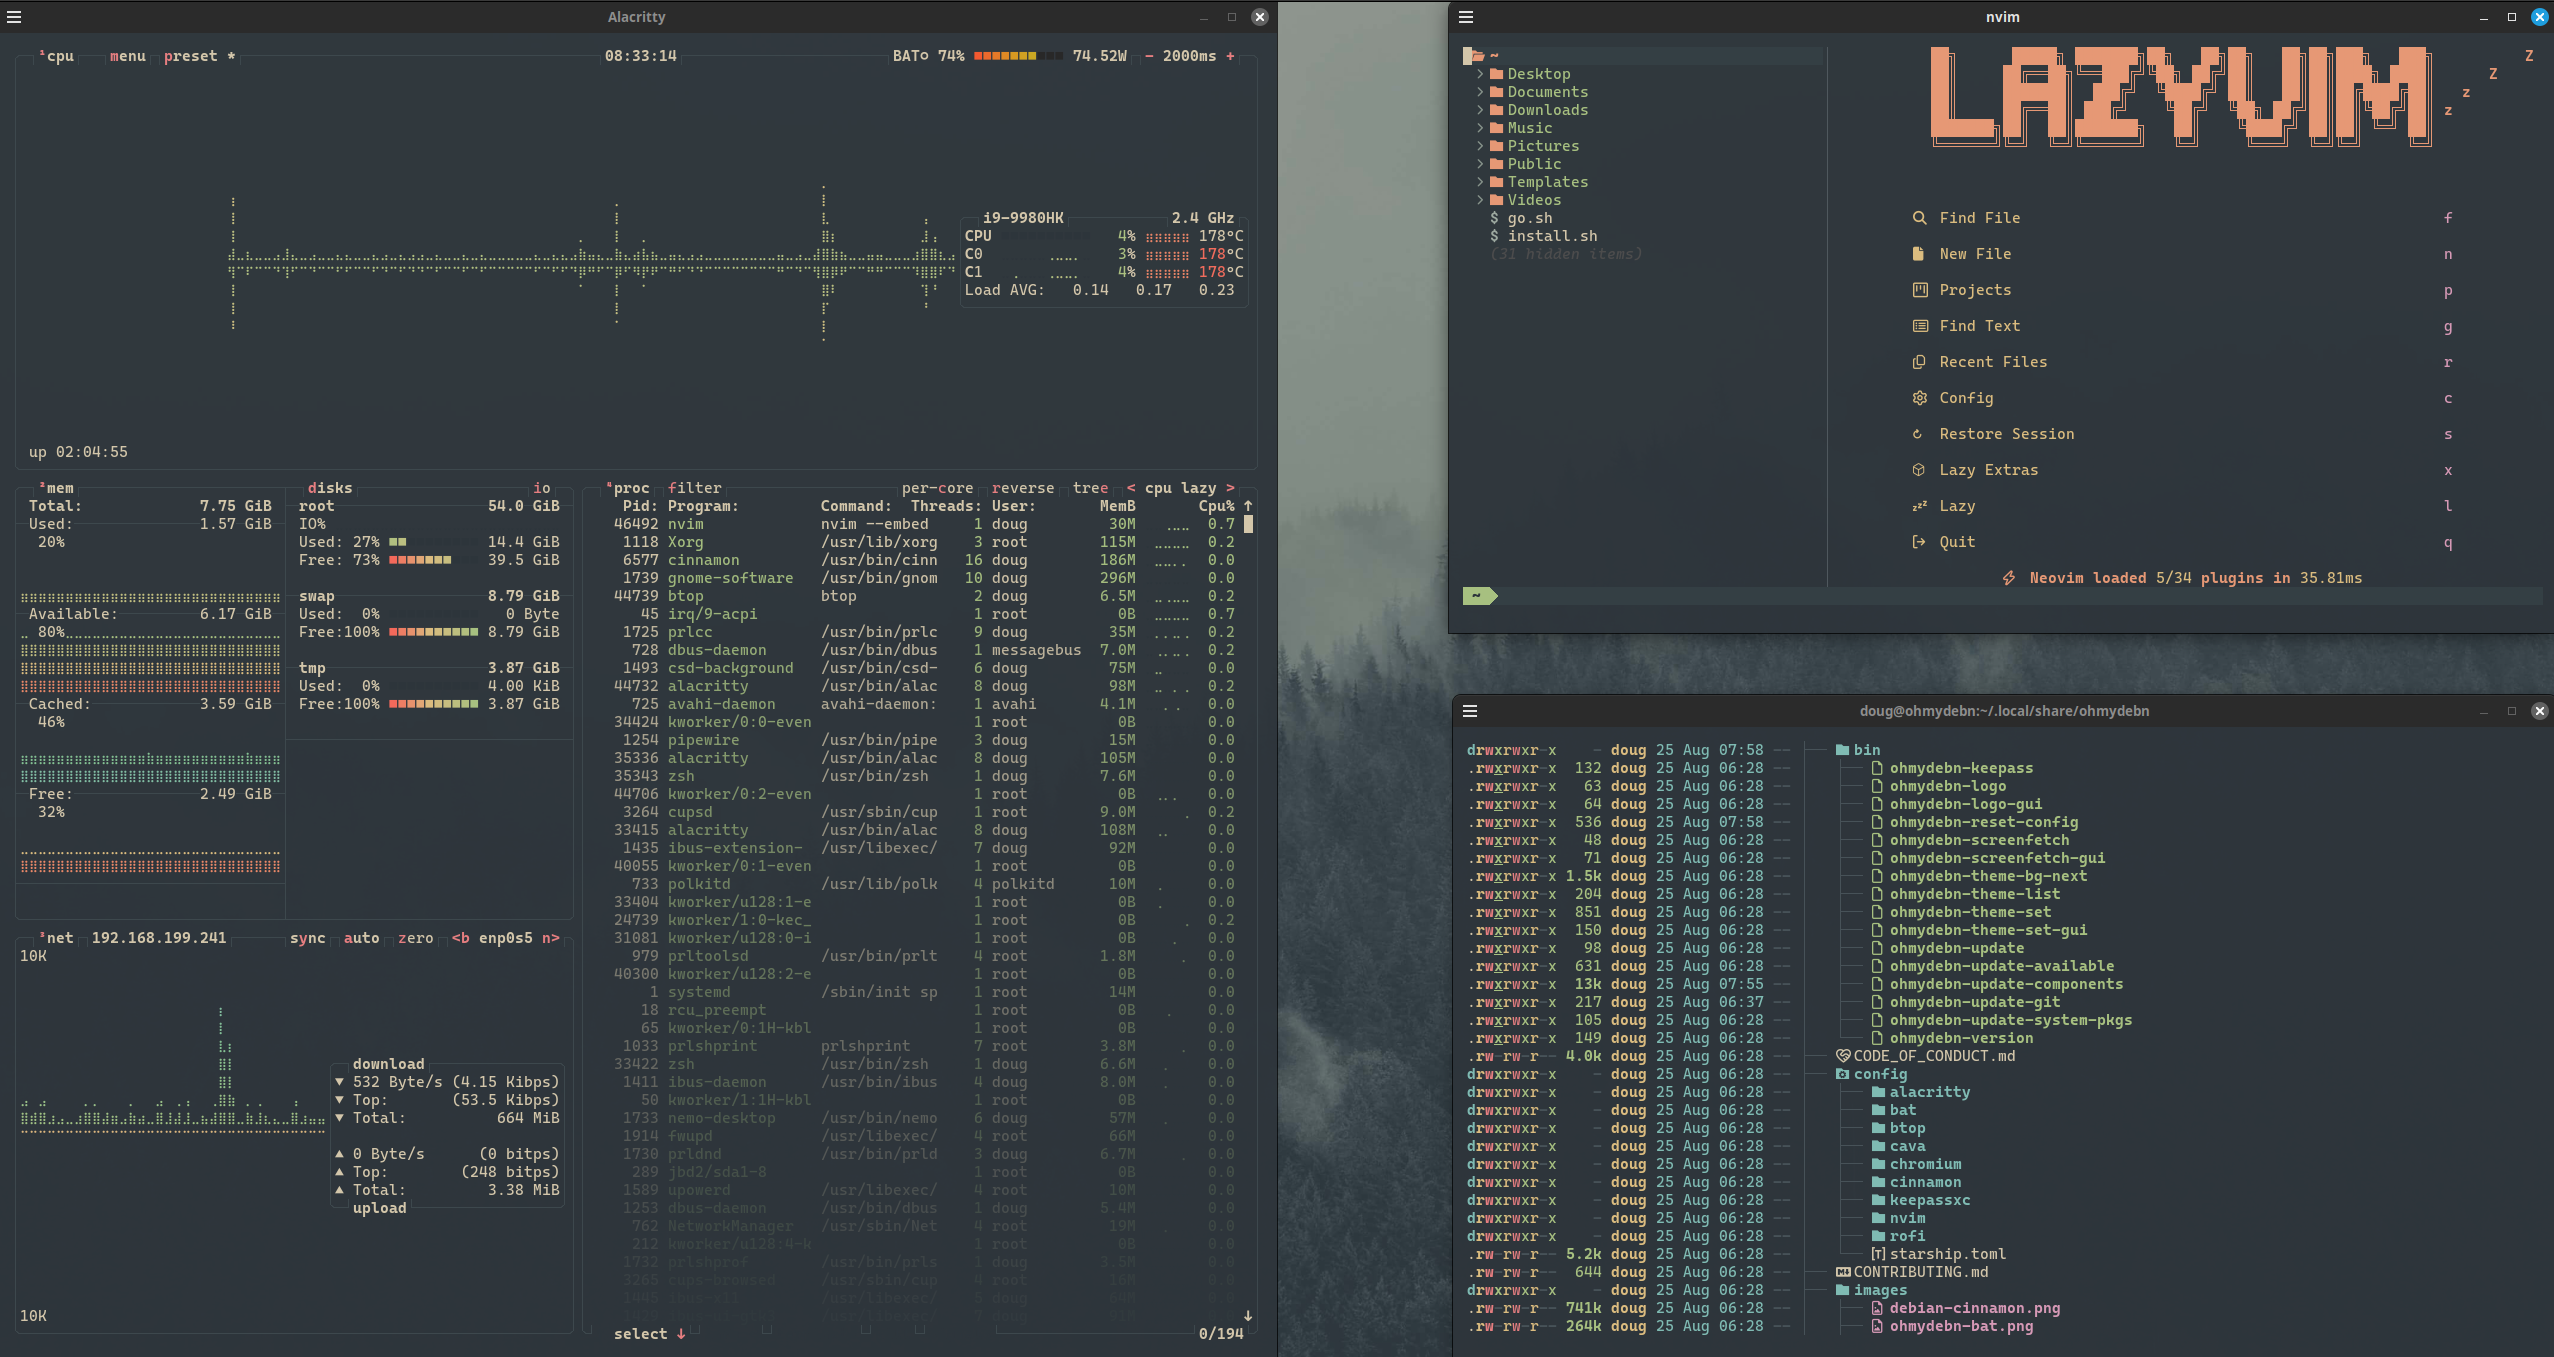 Alacritty
¹cpu menu preset * 08:33:14 BAT○ 74% 74.52W - 2000ms +
i9-9980HK 2.4 GHz
CPU 4% 178°C
C0 3% 178°C
C1 4% 178°C
Load AVG: 0.14 0.17 0.23
up 02:04:55
²mem
Total: 7.75 GiB
Used: 1.57 GiB
20%
Available: 6.17 GiB
80%
Cached: 3.59 GiB
46%
Free: 2.49 GiB
32%
disks io
root 54.0 GiB
IO%
Used: 27% 14.4 GiB
Free: 73% 39.5 GiB
swap 8.79 GiB
Used: 0% 0 Byte
Free:100% 8.79 GiB
tmp 3.87 GiB
Used: 0% 4.00 KiB
Free:100% 3.87 GiB
³net 192.168.199.241 sync auto zero <b enp0s5 n>
10K
download
▼ 532 Byte/s (4.15 Kibps)
▼ Top: (53.5 Kibps)
▼ Total: 664 MiB
▲ 0 Byte/s (0 bitps)
▲ Top: (248 bitps)
▲ Total: 3.38 MiB
upload
10K
⁴proc filter per-core reverse tree < cpu lazy >
Pid: Program: Command: Threads: User: MemB Cpu% ↑
46492 nvim nvim --embed 1 doug 30M 0.7
1118 Xorg /usr/lib/xorg 3 root 115M 0.2
6577 cinnamon /usr/bin/cinn 16 doug 186M 0.0
1739 gnome-software /usr/bin/gnom 10 doug 296M 0.0
44739 btop btop 2 doug 6.5M 0.2
45 irq/9-acpi 1 root 0B 0.7
1725 prlcc /usr/bin/prlc 9 doug 35M 0.2
728 dbus-daemon /usr/bin/dbus 1 messagebus 7.0M 0.2
1493 csd-background /usr/bin/csd- 6 doug 75M 0.0
44732 alacritty /usr/bin/alac 8 doug 98M 0.2
725 avahi-daemon avahi-daemon: 1 avahi 4.1M 0.0
34424 kworker/0:0-even 1 root 0B 0.0
1254 pipewire /usr/bin/pipe 3 doug 15M 0.0
35336 alacritty /usr/bin/alac 8 doug 105M 0.0
35343 zsh /usr/bin/zsh 1 doug 7.6M 0.0
44706 kworker/0:2-even 1 root 0B 0.0
3264 cupsd /usr/sbin/cup 1 root 9.0M 0.2
33415 alacritty /usr/bin/alac 8 doug 108M 0.0
1435 ibus-extension- /usr/libexec/ 7 doug 92M 0.0
40055 kworker/0:1-even 1 root 0B 0.0
733 polkitd /usr/lib/polk 4 polkitd 10M 0.0
33404 kworker/u128:1-e 1 root 0B 0.0
24739 kworker/1:0-kec_ 1 root 0B 0.2
31081 kworker/u128:0-i 1 root 0B 0.0
979 prltoolsd /usr/bin/prlt 4 root 1.8M 0.0
40300 kworker/u128:2-e 1 root 0B 0.0
1 systemd /sbin/init sp 1 root 14M 0.0
18 rcu_preempt 1 root 0B 0.0
65 kworker/0:1H-kbl 1 root 0B 0.0
1033 prlshprint prlshprint 7 root 3.8M 0.0
33422 zsh /usr/bin/zsh 1 doug 6.6M 0.0
1411 ibus-daemon /usr/bin/ibus 4 doug 8.0M 0.0
50 kworker/1:1H-kbl 1 root 0B 0.0
1733 nemo-desktop /usr/bin/nemo 6 doug 57M 0.0
1914 fwupd /usr/libexec/ 4 root 66M 0.0
1730 prldnd /usr/bin/prld 3 doug 6.7M 0.0
289 jbd2/sda1-8 1 root 0B 0.0
1589 upowerd /usr/libexec/ 4 root 10M 0.0
1253 dbus-daemon /usr/bin/dbus 1 doug 5.4M 0.0
762 NetworkManager /usr/sbin/Net 4 root 19M 0.0
212 kworker/u128:4-k 1 root 0B 0.0
1732 prlshprof /usr/bin/prls 1 doug 3.5M 0.0
3265 cups-browsed /usr/sbin/cup 4 root 16M 0.0
select ↓ 0/194 ↓
nvim
~
Desktop
Documents
Downloads
Music
Pictures
Public
Templates
Videos
$ go.sh
$ install.sh
(31 hidden items)
~
LAZYVIM z z Z Z
Find File f
New File n
Projects p
Find Text g
Recent Files r
Config c
Restore Session s
Lazy Extras x
Lazy l
Quit q
Neovim loaded 5/34 plugins in 35.81ms
doug@ohmydebn:~/.local/share/ohmydebn
drwxrwxr-x - doug 25 Aug 07:58 -- bin
.rwxrwxr-x 132 doug 25 Aug 06:28 -- ohmydebn-keepass
.rwxrwxr-x 63 doug 25 Aug 06:28 -- ohmydebn-logo
.rwxrwxr-x 64 doug 25 Aug 06:28 -- ohmydebn-logo-gui
.rwxrwxr-x 536 doug 25 Aug 07:58 -- ohmydebn-reset-config
.rwxrwxr-x 48 doug 25 Aug 06:28 -- ohmydebn-screenfetch
.rwxrwxr-x 71 doug 25 Aug 06:28 -- ohmydebn-screenfetch-gui
.rwxrwxr-x 1.5k doug 25 Aug 06:28 -- ohmydebn-theme-bg-next
.rwxrwxr-x 204 doug 25 Aug 06:28 -- ohmydebn-theme-list
.rwxrwxr-x 851 doug 25 Aug 06:28 -- ohmydebn-theme-set
.rwxrwxr-x 150 doug 25 Aug 06:28 -- ohmydebn-theme-set-gui
.rwxrwxr-x 98 doug 25 Aug 06:28 -- ohmydebn-update
.rwxrwxr-x 631 doug 25 Aug 06:28 -- ohmydebn-update-available
.rwxrwxr-x 13k doug 25 Aug 07:55 -- ohmydebn-update-components
.rwxrwxr-x 217 doug 25 Aug 06:37 -- ohmydebn-update-git
.rwxrwxr-x 105 doug 25 Aug 06:28 -- ohmydebn-update-system-pkgs
.rwxrwxr-x 149 doug 25 Aug 06:28 -- ohmydebn-version
.rw-rw-r-- 4.0k doug 25 Aug 06:28 -- CODE_OF_CONDUCT.md
drwxrwxr-x - doug 25 Aug 06:28 -- config
drwxrwxr-x - doug 25 Aug 06:28 -- alacritty
drwxrwxr-x - doug 25 Aug 06:28 -- bat
drwxrwxr-x - doug 25 Aug 06:28 -- btop
drwxrwxr-x - doug 25 Aug 06:28 -- cava
drwxrwxr-x - doug 25 Aug 06:28 -- chromium
drwxrwxr-x - doug 25 Aug 06:28 -- cinnamon
drwxrwxr-x - doug 25 Aug 06:28 -- keepassxc
drwxrwxr-x - doug 25 Aug 06:28 -- nvim
drwxrwxr-x - doug 25 Aug 06:28 -- rofi
.rw-rw-r-- 5.2k doug 25 Aug 06:28 -- starship.toml
.rw-rw-r-- 644 doug 25 Aug 06:28 -- CONTRIBUTING.md
drwxrwxr-x - doug 25 Aug 06:28 -- images
.rw-rw-r-- 741k doug 25 Aug 06:28 -- debian-cinnamon.png
.rw-rw-r-- 264k doug 25 Aug 06:28 -- ohmydebn-bat.png